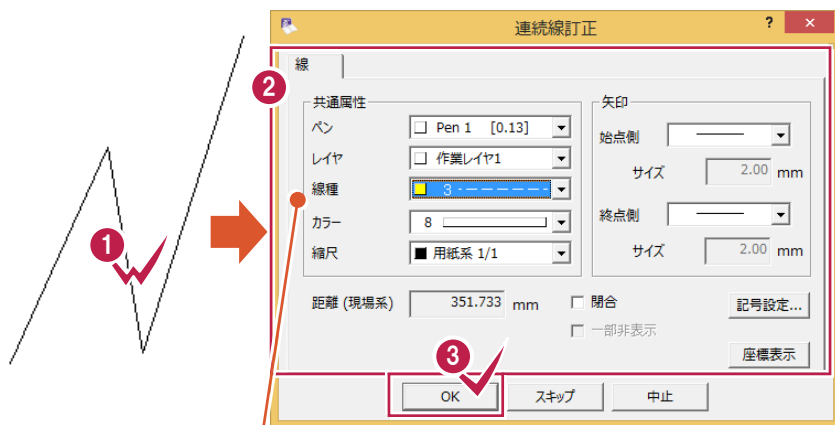 連続線訂正
?
×
線
1
2
共通属性
ペン
Pen 1 [0.13]
レイヤ
作業レイヤ1
線種
3
カラー
8
縮尺
用紙系 1/1
矢印
始点側
サイズ 2.00 mm
終点側
サイズ 2.00 mm
距離 (現場系) 351.733 mm
閉合
記号設定...
一部非表示
座標表示
3
OK
スキップ
中止